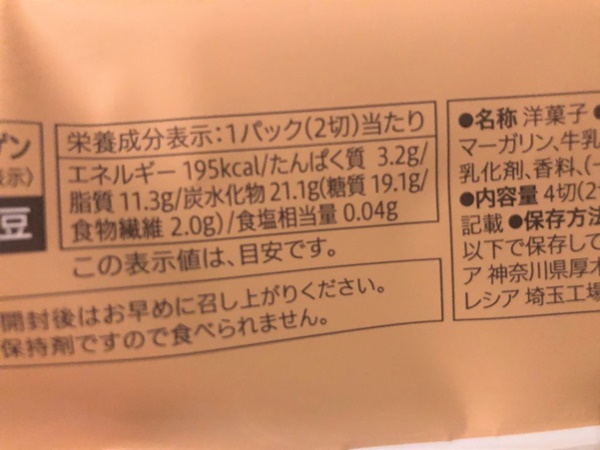 ゲン
表示)
豆
栄養成分表示:1パック(2切)当たり
エネルギー 195kcal/たんぱく質 3.2g/
脂質 11.3g/炭水化物 21.1g(糖質 19.1g/
食物繊維 2.0g)/食塩相当量 0.04g
この表示値は、目安です。
開封後はお早めに召し上がりください。
保持剤ですので食べられません。
●名称 洋菓子 ●
マーガリン、牛乳
乳化剤、香料、(一
●内容量 4切(2
記載 ●保存方法
以下で保存して
ア 神奈川県厚木
レシア 埼玉工場